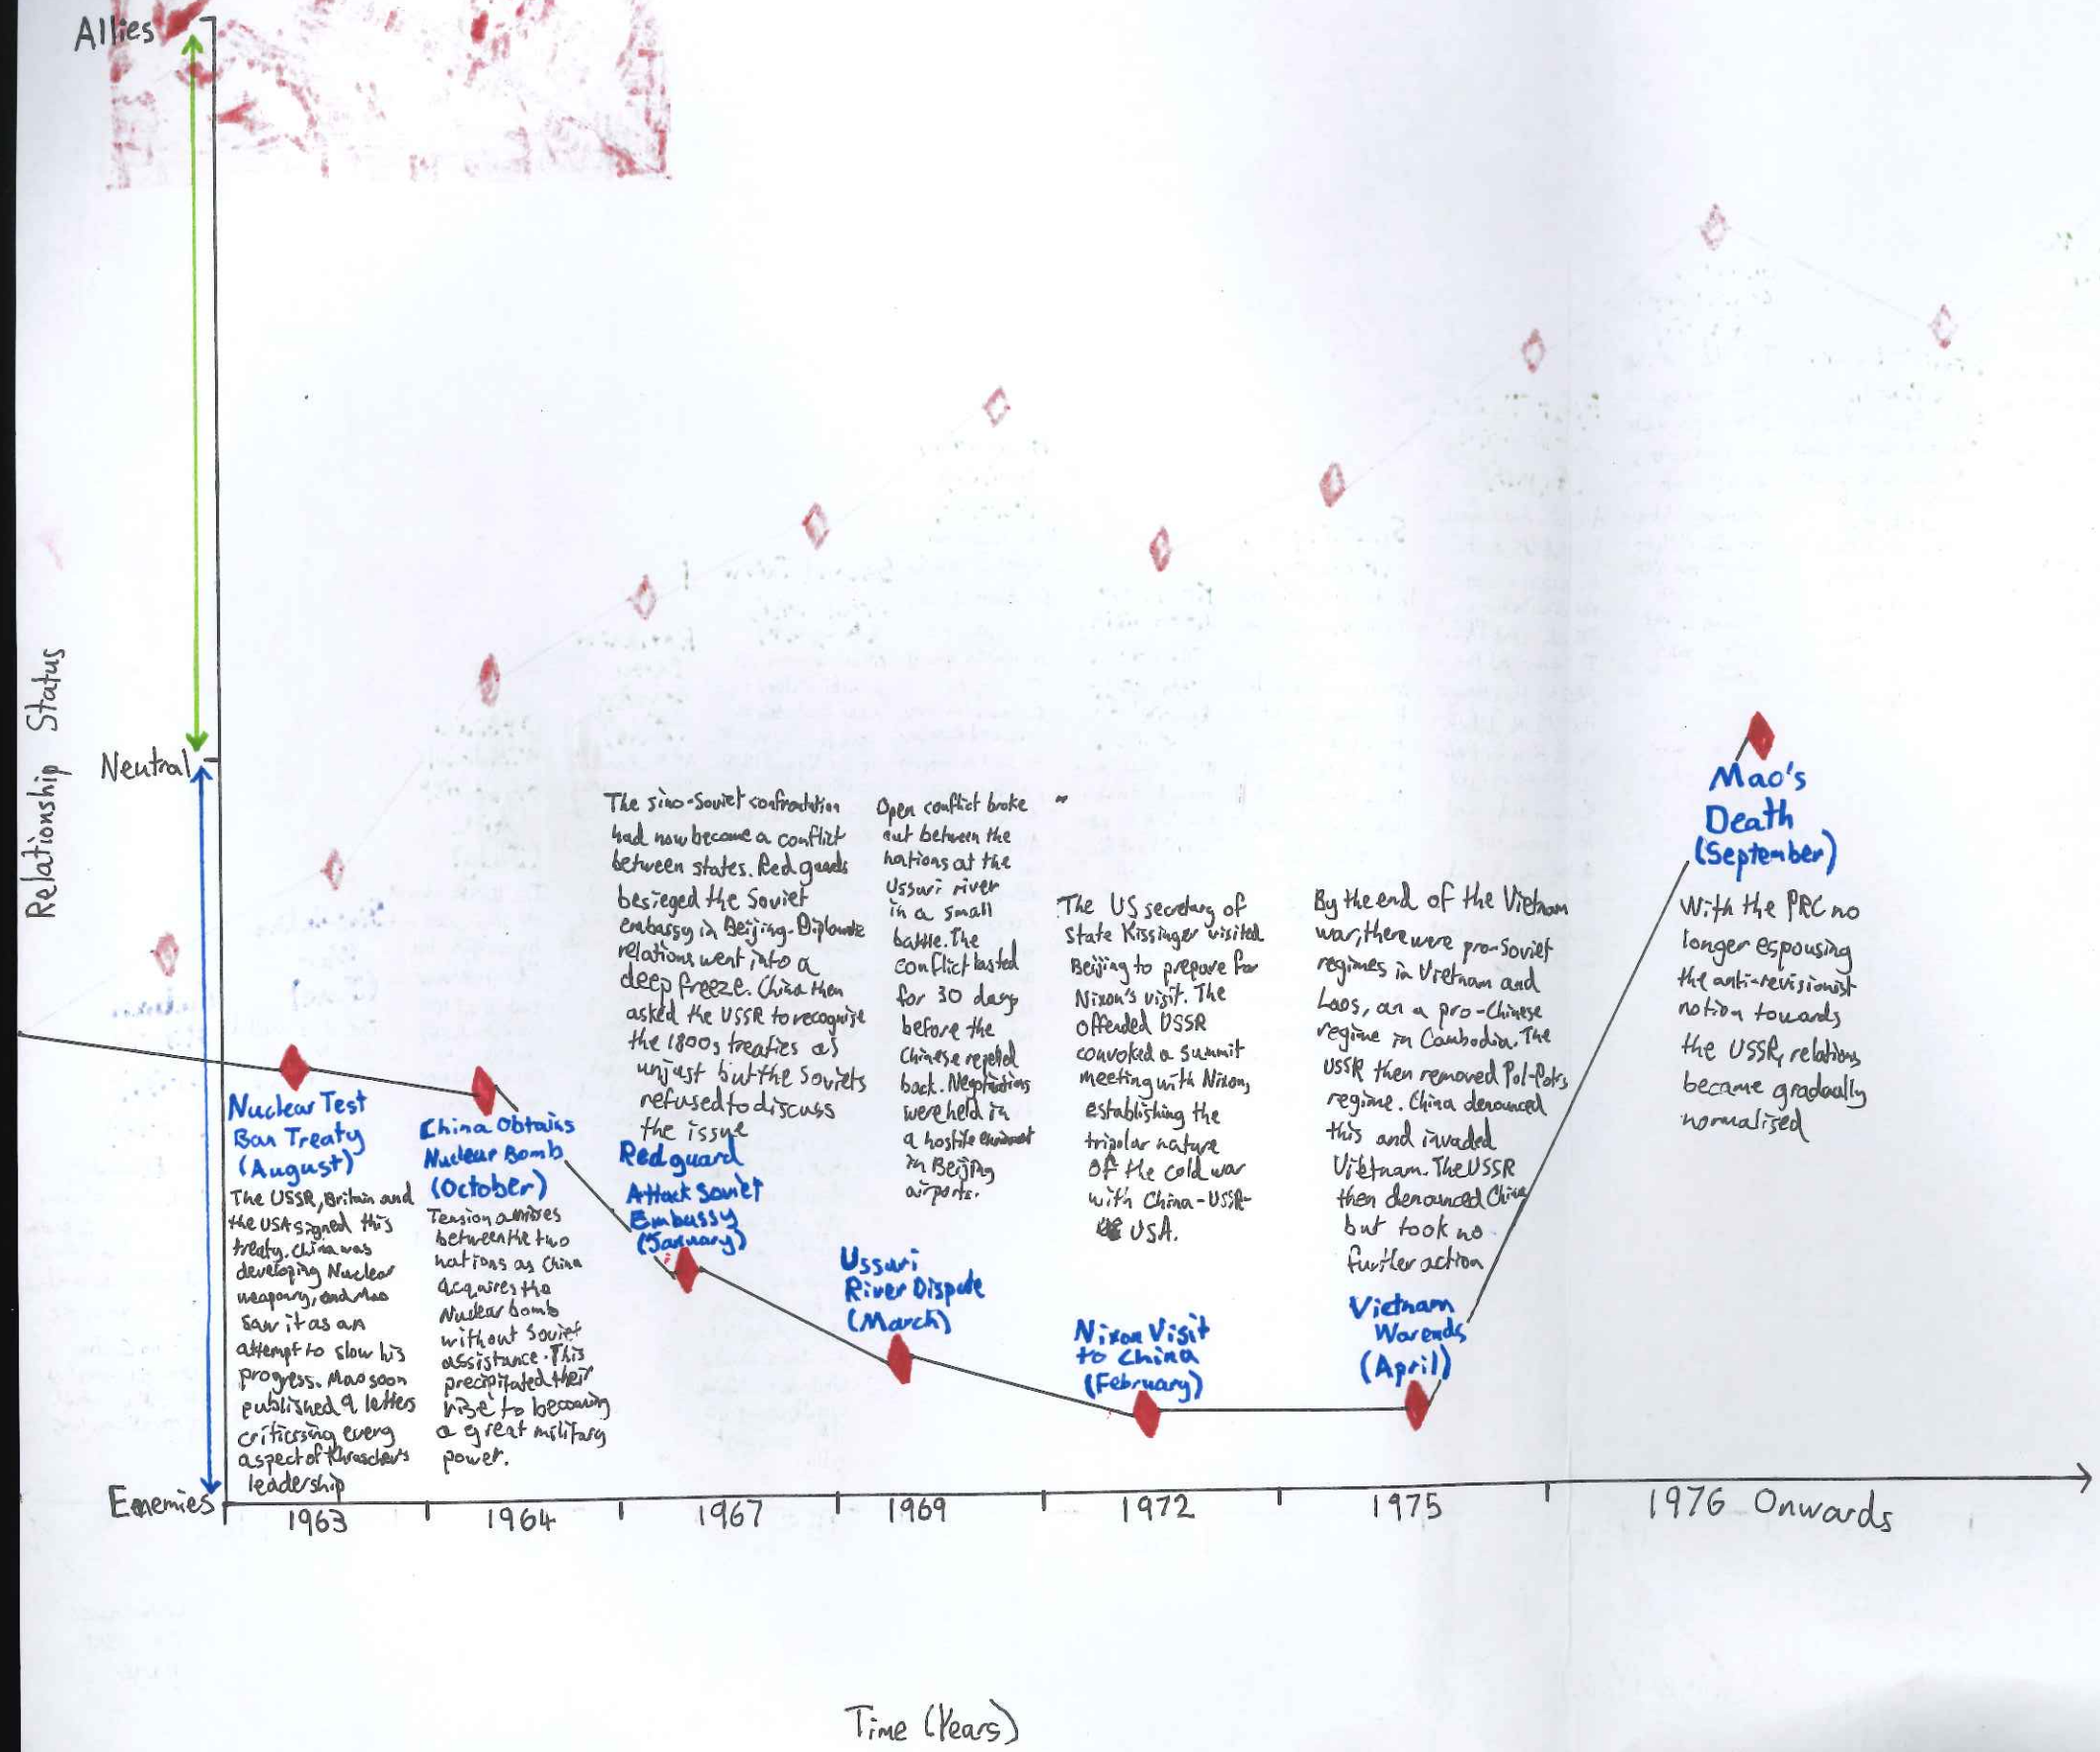 Allies
Relationship Status
Neutral
Enemies
Nuclear Test
Ban Treaty
(August)
The USSR, Britain and
the USA signed this
treaty. China was
developing Nuclear
weapony, and Mao
saw it as an
attempt to slow his
progress. Mao soon
published 9 letters
criticising every
aspect of
leadership
China Obtains
Nuclear Bomb
(October)
Tension
between the two
nations as China
acquires the
Nuclear bomb
without Soviet
assistance. This
precipitated their
rise to becoming
a great military
power.
The sino-Soviet confrontation
had now become a conflict
between states. Red guards
besieged the Soviet
embassy in Beijing. Diplomatic
relations went into a
deep freeze. China then
asked the USSR to recognise
the 1800s treaties as
unjust but the Soviets
refused to discuss
the issue
Red guard
Attack Soviet
Embassy
(January)
Open conflict broke
out between the
nations at the
Ussuri river
in a small
battle. The
conflict lasted
for 30 days
before the
Chinese
back. Negotiations
were held in
a hostile
in Beijing
airports.
Ussuri
River Dispute
(March)
The US secretary of
State Kissinger visited
Beijing to prepare for
Nixon's visit. The
offended USSR
convoked a summit
meeting with Nixon,
establishing the
tripolar nature
of the cold war
with China-USSR-
USA.
Nixon Visit
to China
(February)
By the end of the Vietnam
war, there were pro-Soviet
regimes in Vietnam and
Laos, an a pro-Chinese
regime in Cambodia. The
USSR then removed Pol-Pots
regime. China denounced
this and invaded
Vietnam. The USSR
then denounced China
but took no
further action
Vietnam
War ends
(April)
Mao's
Death
(September)
With the PRC no
longer espousing
the anti-revisionist
notion towards
the USSR, relations
became gradually
normalised
1963
1964
1967
1969
1972
1975
1976 Onwards
Time (Years)